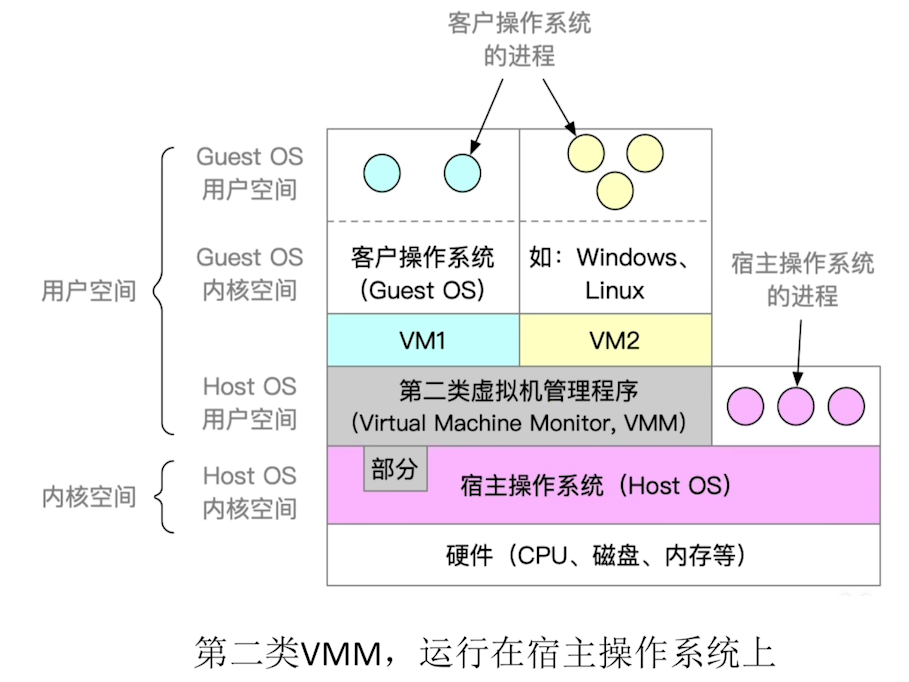 客户操作系统
的进程
Guest OS
用户空间
Guest OS
内核空间
客户操作系统
（Guest OS）
如：Windows、
Linux
宿主操作系统
的进程
用户空间
VM1
VM2
Host OS
用户空间
第二类虚拟机管理程序
(Virtual Machine Monitor, VMM)
内核空间
Host OS
内核空间
部分
宿主操作系统（Host OS）
硬件（CPU、磁盘、内存等）
第二类VMM，运行在宿主操作系统上